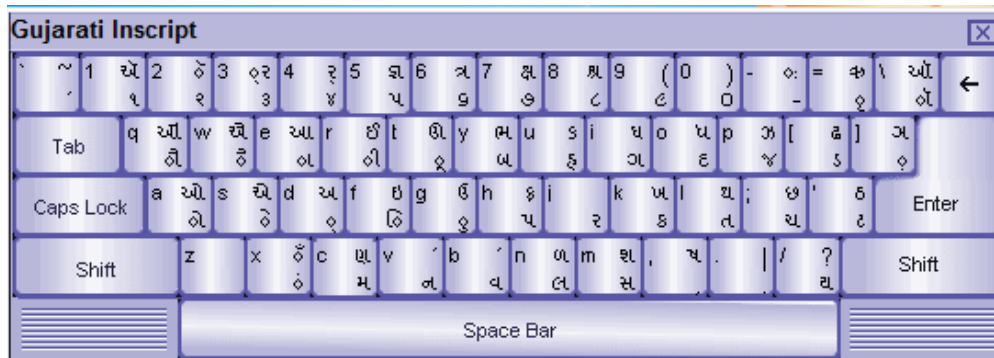 Gujarati Inscript
` ~ 1 ઍ 2 ૅ 3 ્ર 4 ર્ 5 જ્ઞ 6 ત્ર 7 ક્ષ 8 શ્ર 9 ( 0 ) - ઃ = ઋ \ ઑ ←
૧ ૨ ૩ ૪ ૫ ૬ ૭ ૮ ૯ ૦ - ૃ ૉ
Tab q ઔ w ઐ e આ r ઈ t ઊ y ભ u ઙ i ઘ o ધ p ઝ [ ઢ ] ઞ
ૌ ૈ ા ી ૂ બ હ ગ દ જ ડ ઼
Caps Lock a ઓ s એ d અ f ઇ g ઉ h ફ j k ખ l થ ; છ ' ઠ Enter
ો ે ્ િ ુ પ ર ક ત ચ ટ
Shift z x ઁ c ણ v b n ળ m શ , ષ . | / ? Shift
ં મ ન વ લ સ ય
Space Bar